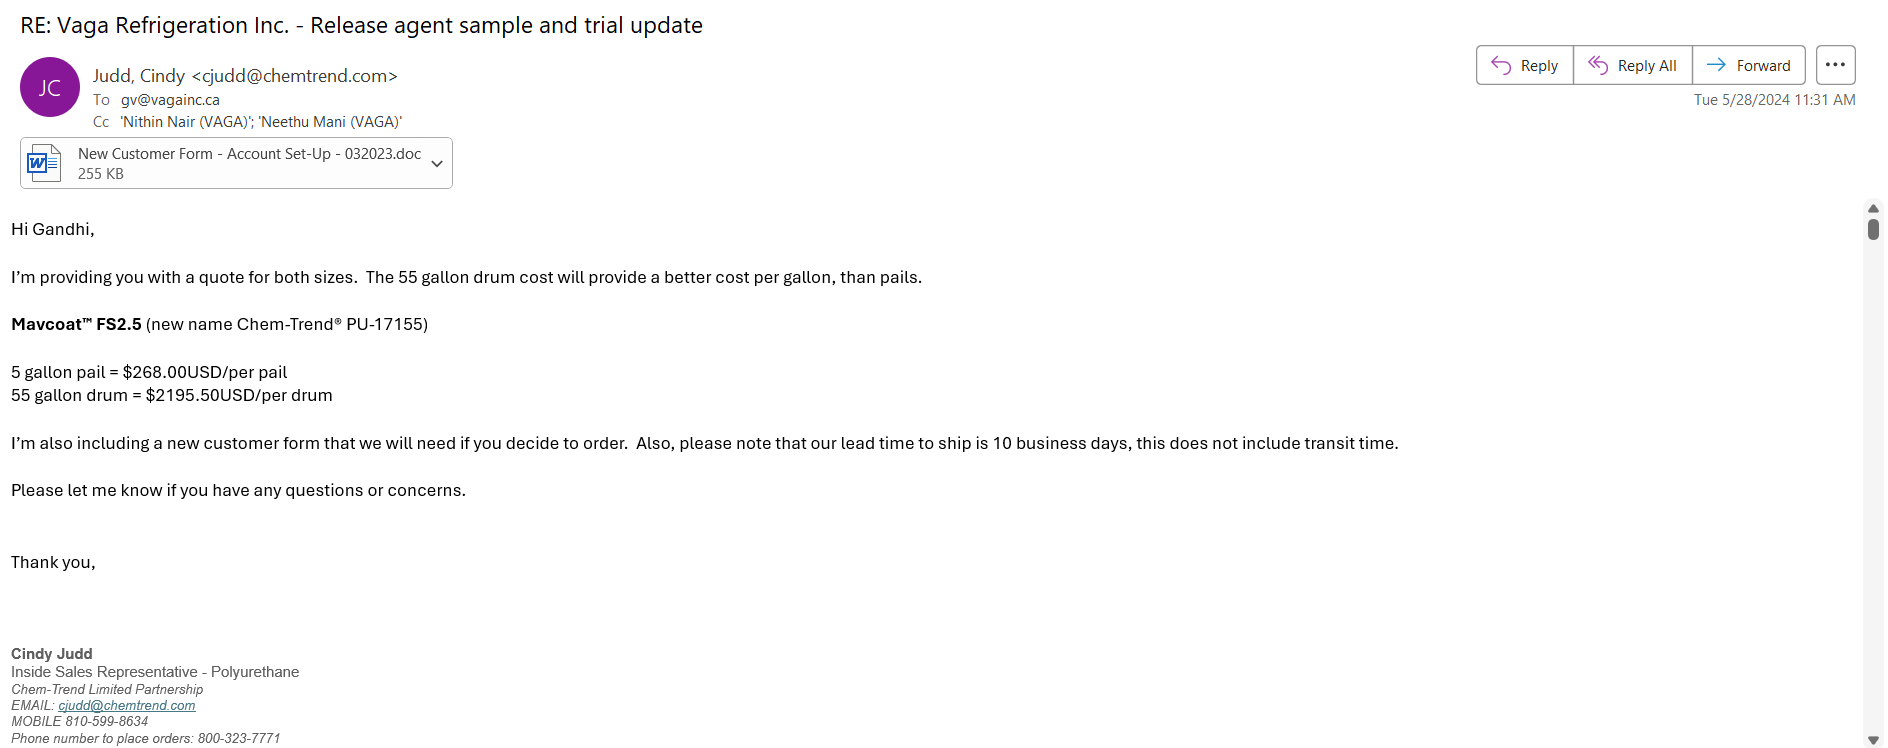 RE: Vaga Refrigeration Inc. - Release agent sample and trial update
JC
Judd, Cindy <cjudd@chemtrend.com>
To gv@vagainc.ca
Cc 'Nithin Nair (VAGA)'; 'Neethu Mani (VAGA)'
Reply
Reply All
Forward
Tue 5/28/2024 11:31 AM
W
New Customer Form - Account Set-Up - 032023.doc
255 KB
Hi Gandhi,
I’m providing you with a quote for both sizes.  The 55 gallon drum cost will provide a better cost per gallon, than pails.
Mavcoat™ FS2.5 (new name Chem-Trend® PU-17155)
5 gallon pail = $268.00USD/per pail
55 gallon drum = $2195.50USD/per drum
I’m also including a new customer form that we will need if you decide to order.  Also, please note that our lead time to ship is 10 business days, this does not include transit time.
Please let me know if you have any questions or concerns.
Thank you,
Cindy Judd
Inside Sales Representative - Polyurethane
Chem-Trend Limited Partnership
EMAIL: cjudd@chemtrend.com
MOBILE 810-599-8634
Phone number to place orders: 800-323-7771